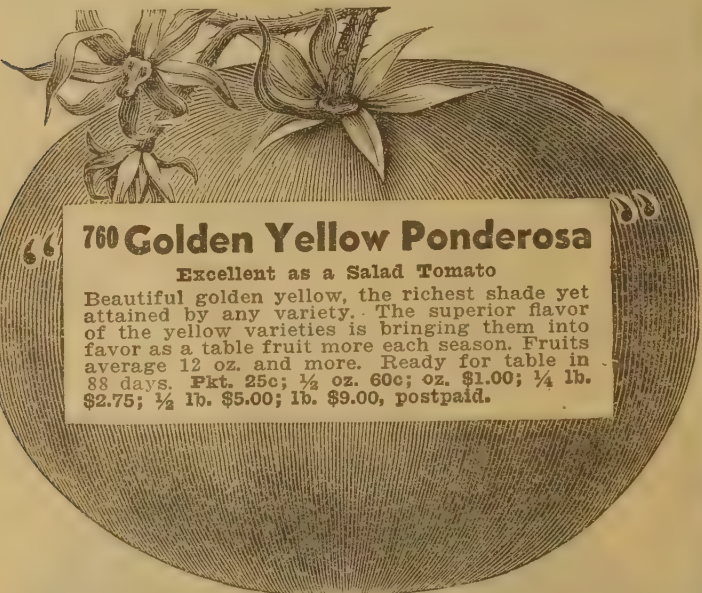 760 Golden Yellow Ponderosa
Excellent as a Salad Tomato
Beautiful golden yellow, the richest shade yet
attained by any variety. The superior flavor
of the yellow varieties is bringing them into
favor as a table fruit more each season. Fruits
average 12 oz. and more. Ready for table in
88 days. Pkt. 25c; ½ oz. 60c; oz. $1.00; ¼ lb.
$2.75; ½ lb. $5.00; lb. $9.00, postpaid.